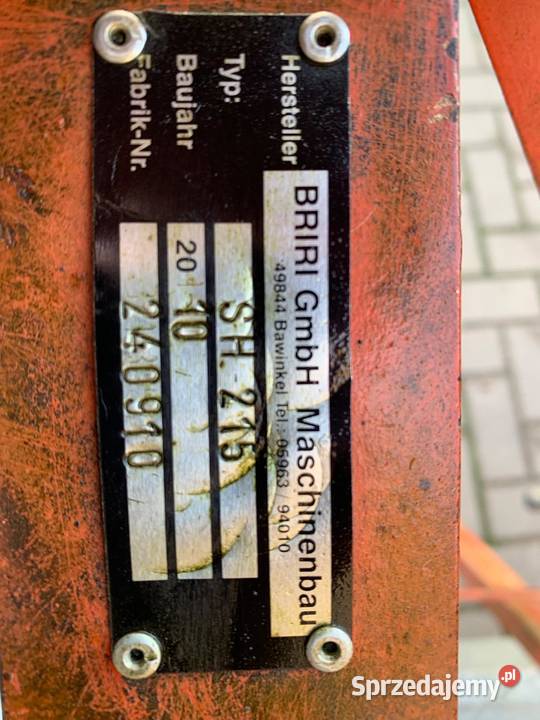 Hersteller BRIRI GmbH Maschinenbau
49844 Bawinkel Tel.: 05963 / 94010
Typ: SH. 215
Baujahr 20 10
Fabrik-Nr. 240910
Sprzedajemy.pl